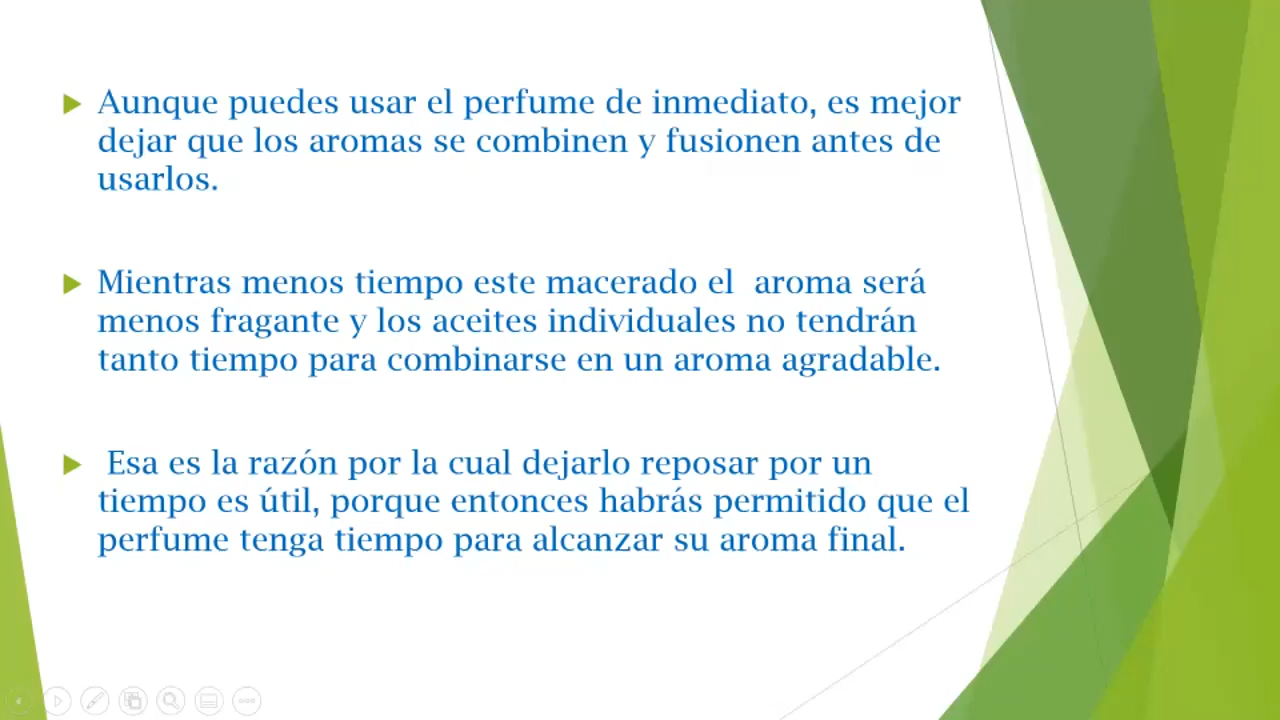 Aunque puedes usar el perfume de inmediato, es mejor
dejar que los aromas se combinen y fusionen antes de
usarlos.
Mientras menos tiempo este macerado el  aroma será
menos fragante y los aceites individuales no tendrán
tanto tiempo para combinarse en un aroma agradable.
Esa es la razón por la cual dejarlo reposar por un
tiempo es útil, porque entonces habrás permitido que el
perfume tenga tiempo para alcanzar su aroma final.